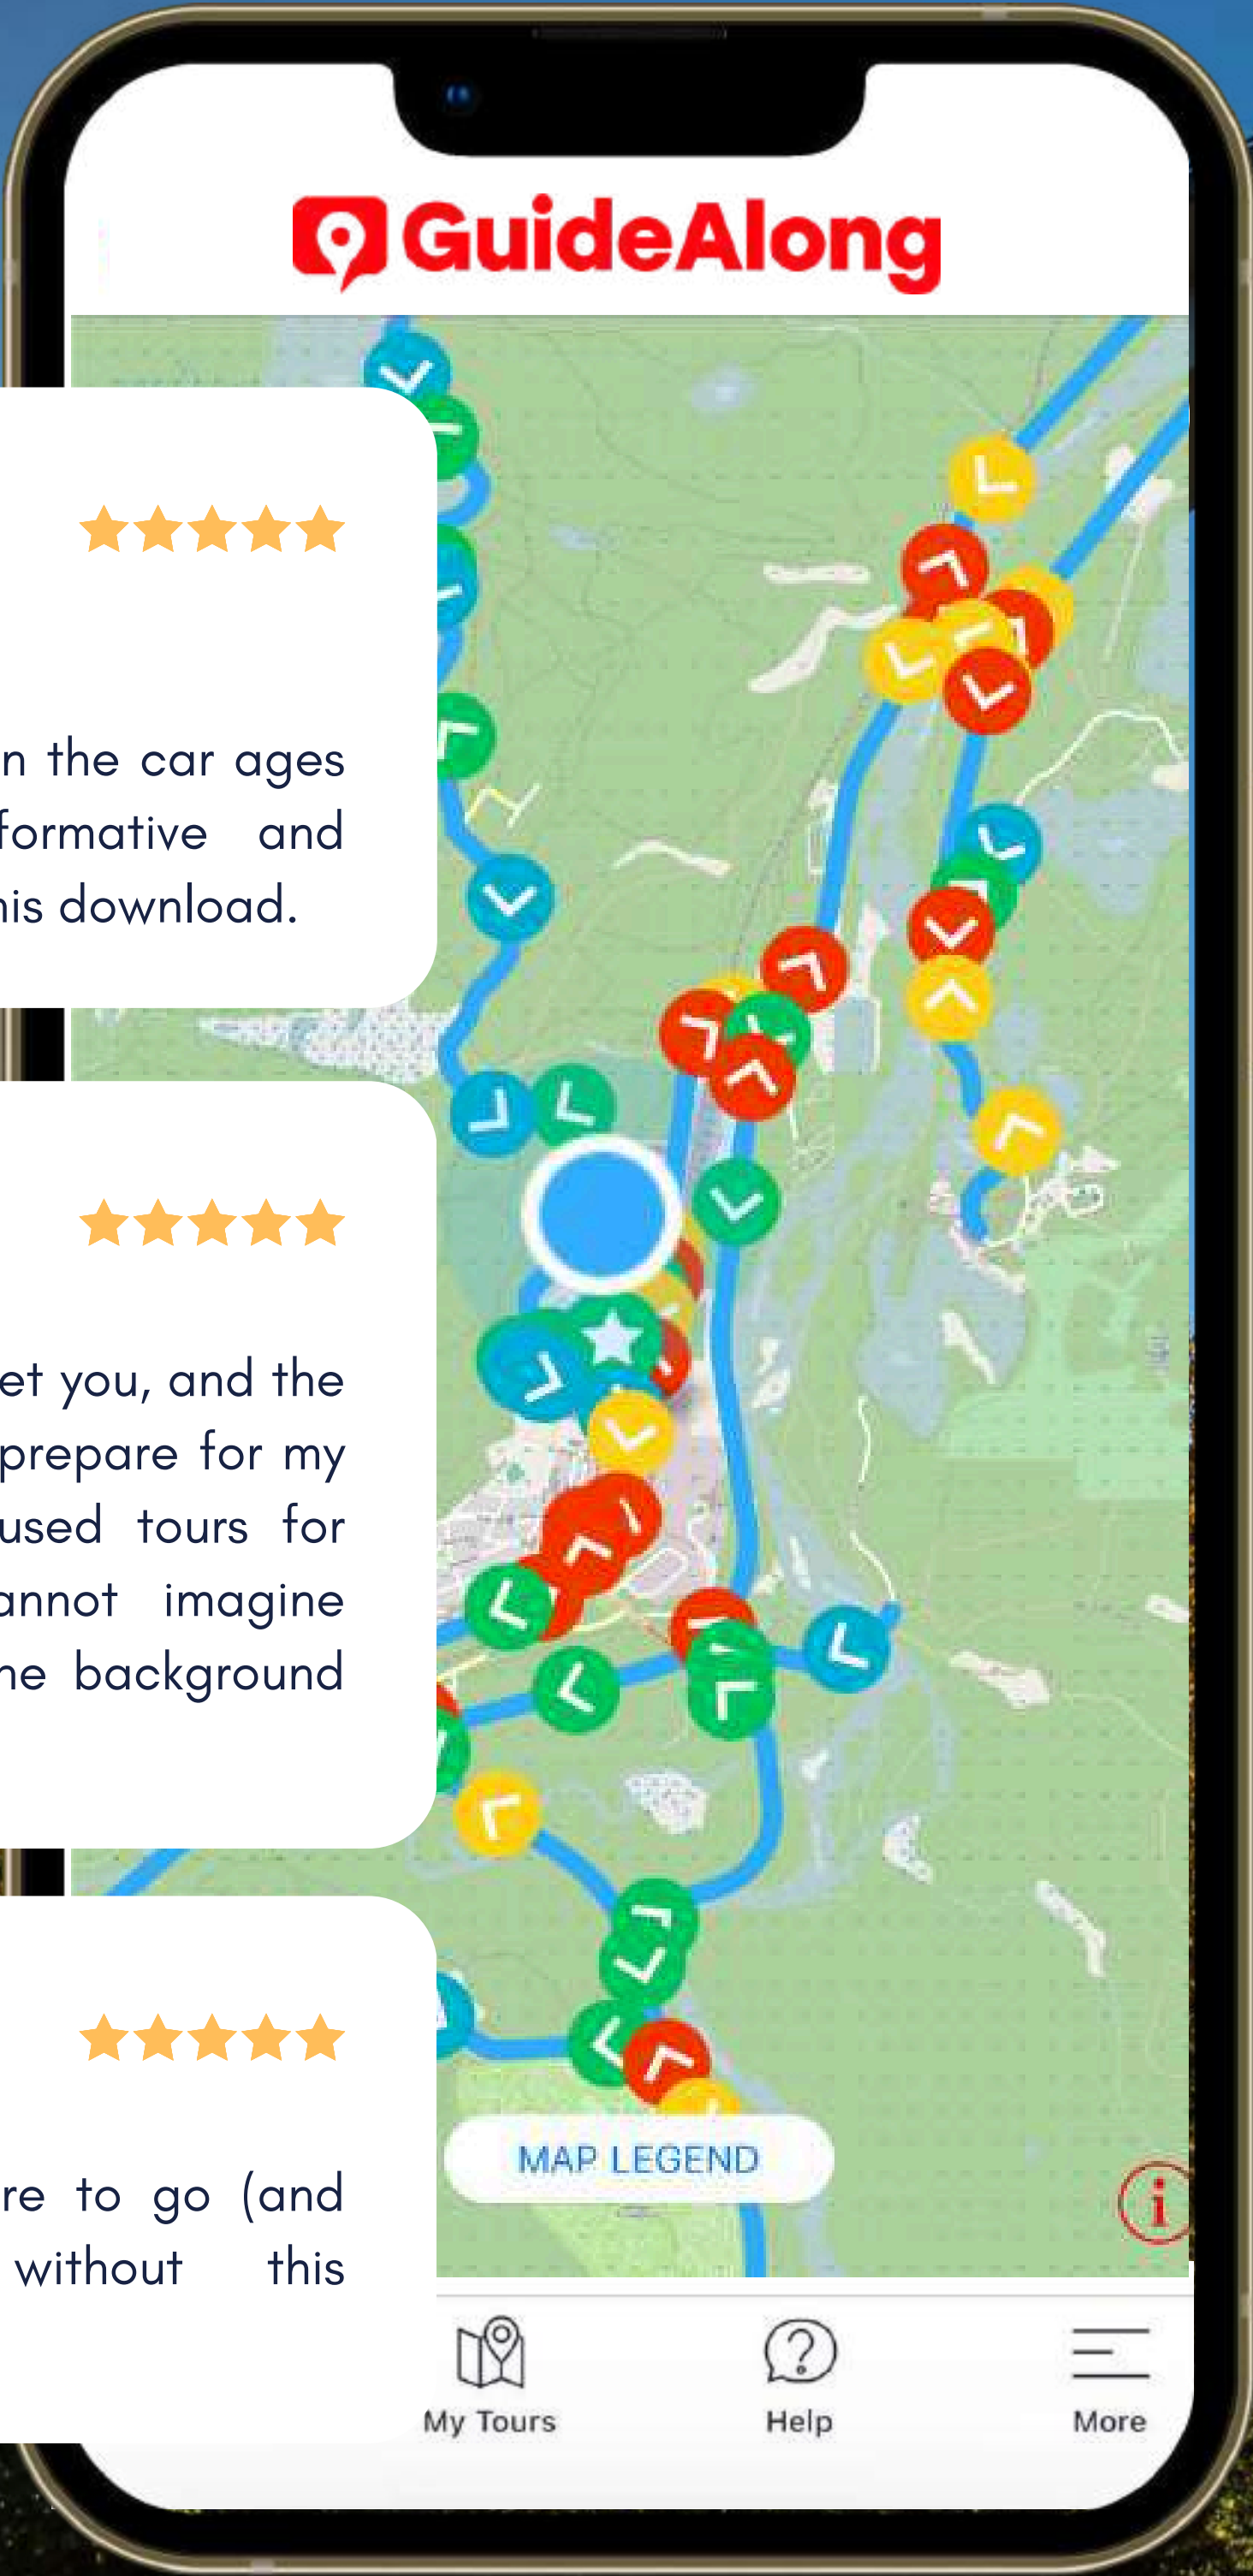 GuideAlong
n the car ages
formative and
his download.
et you, and the
prepare for my
used tours for
annot imagine
ne background
re to go (and
without this
MAP LEGEND
i
My Tours
Help
More